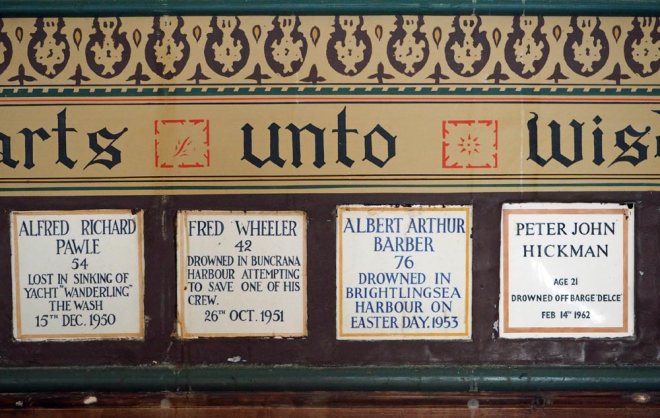 arts unto Wis
ALFRED RICHARD
PAWLE
54
LOST IN SINKING OF
YACHT "WANDERLING"
THE WASH
15TH DEC. 1950
FRED WHEELER
42
DROWNED IN BUNCRANA
HARBOUR ATTEMPTING
TO SAVE ONE OF HIS
CREW.
26TH OCT. 1951
ALBERT ARTHUR
BARBER
76
DROWNED IN
BRIGHTLINGSEA
HARBOUR ON
EASTER DAY. 1953
PETER JOHN
HICKMAN
AGE 21
DROWNED OFF BARGE 'DELCE'
FEB 14TH 1962